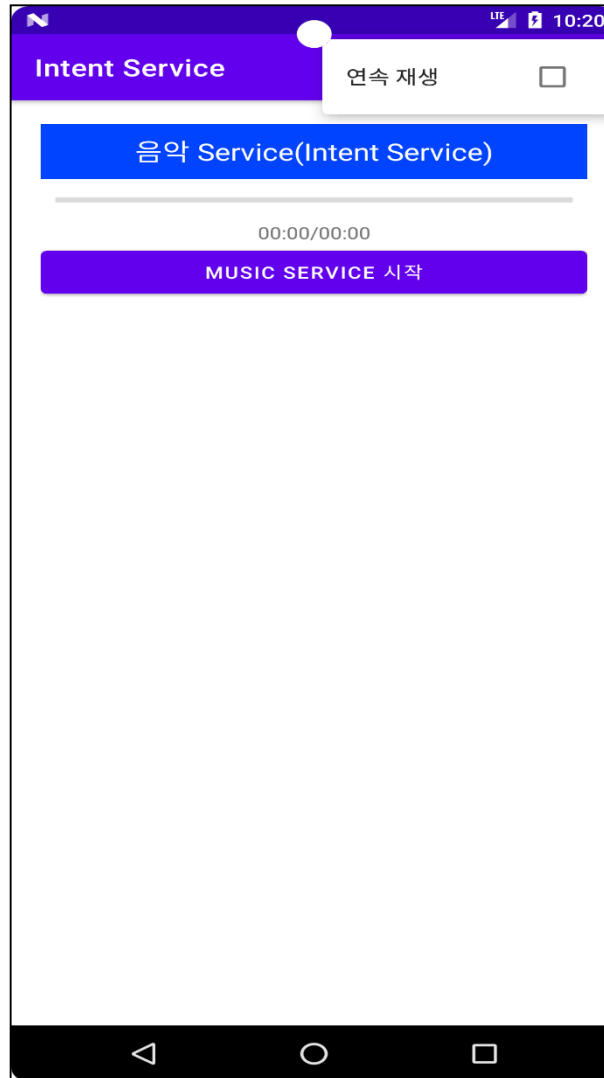 LTE 10:20
Intent Service
연속 재생
음악 Service(Intent Service)
00:00/00:00
MUSIC SERVICE 시작